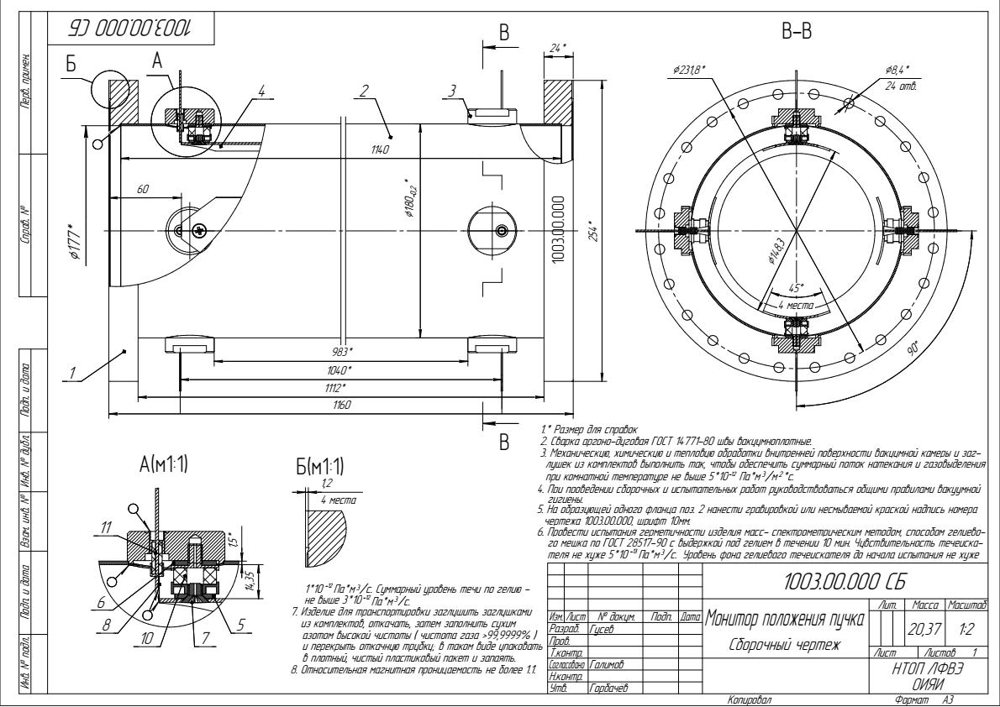 1003.00.000 СБ
Перв. примен.
Справ. №
Подп. и дата
Инв. № дубл.
Взам. инв. №
Подп. и дата
Инв. № подл.
Б
А
4
2
3
В
24*
1140
60
⌀177*
⌀180-0,2*
1003.00.000
254*
1
983*
1040*
1112*
1160
В
В-В
⌀231,8*
⌀8,4*
24 отв.
⌀148,3
45°
4 места
90°
А(м1:1)
11
1,5*
14,35
6
8
10
7
5
Б(м1:1)
1,2
4 места
1.* Размер для справок
2. Сварка аргоно-дуговая ГОСТ 14771-80 швы вакуумноплотные.
3. Механическую, химическую и тепловую обработки внутренней поверхности вакуумной камеры и заг-
лушек из комплектов выполнить так, чтобы обеспечить суммарный поток натекания и газовыделения
при комнатной температуре не выше 5*10⁻¹² Па*м³/м²*с.
4. При проведении сборочных и испытательных работ руководствоваться общими правилами вакуумной
гигиены.
5. На образующей одного фланца поз. 2 нанести гравировкой или несмываемой краской надпись номера
чертежа 1003.00.000, шрифт 10мм.
6. Провести испытания герметичности изделия масс- спектрометрическим методом, способом гелиево-
го мешка по ГОСТ 28517-90 с выдержкой под гелием в течении 10 мин. Чувствительность течеиска-
теля не хуже 5*10⁻¹³ Па*м³/с. Уровень фона гелиевого течеискателя до начала испытания не хуже
1*10⁻¹² Па*м³/с. Суммарный уровень течи по гелию -
не выше 3*10⁻¹² Па*м³/с.
7. Изделие для транспортировки заглушить заглушками
из комплектов, откачать, затем заполнить сухим
азотом высокой чистоты ( чистота газа >99,9999% )
и перекрыть откачную трубку, в таком виде упаковать
в плотный, чистый пластиковый пакет и запаять.
8. Относительная магнитная проницаемость не более 1.1.
1003.00.000 СБ
Изм. Лист № докум. Подп. Дата
Разраб. Гусев
Пров.
Т.контр.
Согласовано Галимов
Н.контр.
Утв. Горбачев
Монитор положения пучка
Сборочный чертеж
Лит. Масса Масштаб
20,37 1:2
Лист Листов 1
НТОП ЛФВЭ
ОИЯИ
Копировал Формат А3